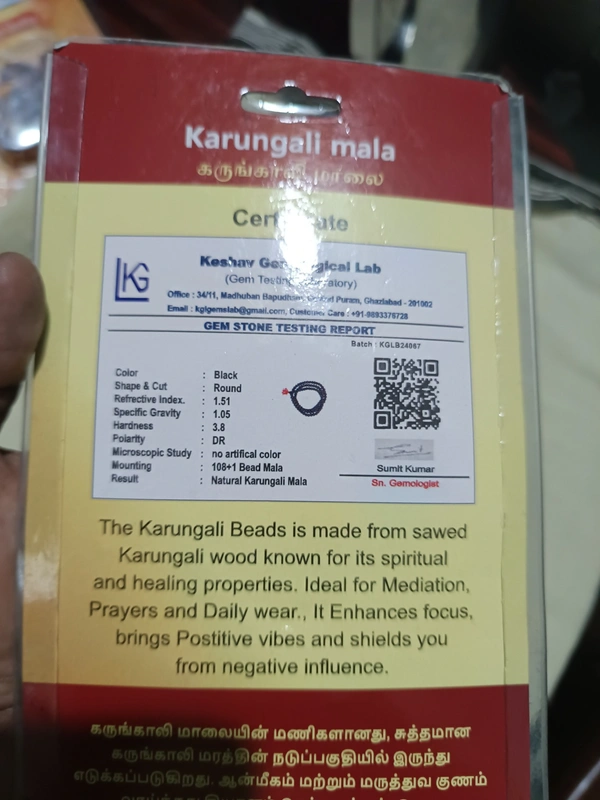 Karungali mala
கருங்காலி மாலை
Certificate
LKG
Keshav Gemological Lab
(Gem Testing Laboratory)
Office : 34/11, Madhuban Bapudham, Puram, Ghaziabad - 201002
Email : kglgemslab@gmail.com, Customer Care : +91-9893376728
GEM STONE TESTING REPORT
Batch : KGLB24067
Color : Black
Shape & Cut : Round
Refractive Index. : 1.51
Specific Gravity : 1.05
Hardness : 3.8
Polarity : DR
Microscopic Study : no artifical color
Mounting : 108+1 Bead Mala
Result : Natural Karungali Mala
Sumit Kumar
Sn. Gemologist
The Karungali Beads is made from sawed
Karungali wood known for its spiritual
and healing properties. Ideal for Mediation,
Prayers and Daily wear., It Enhances focus,
brings Postitive vibes and shields you
from negative influence.
கருங்காலி மாலையின் மணிகளானது, சுத்தமான
கருங்காலி மரத்தின் நடுப்பகுதியில் இருந்து
எடுக்கப்படுகிறது. ஆன்மீகம் மற்றும் மருத்துவ குணம்